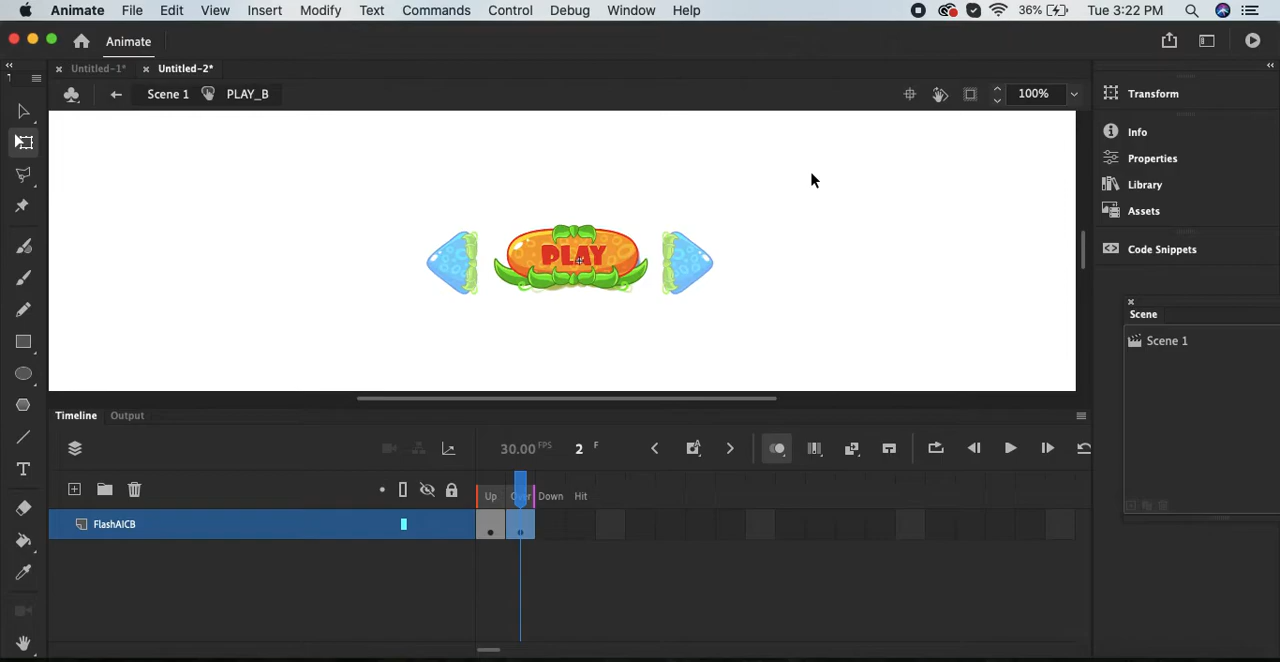 Animate File Edit View Insert Modify Text Commands Control Debug Window Help 36% Tue 3:22 PM
Animate
Untitled-1* Untitled-2*
1
Scene 1 PLAY_B 100%
Transform
Info
Properties
Library
Assets
Code Snippets
PLAY
Scene
Scene 1
Timeline Output
30.00 FPS 2 F
Up Over Down Hit
FlashAICB